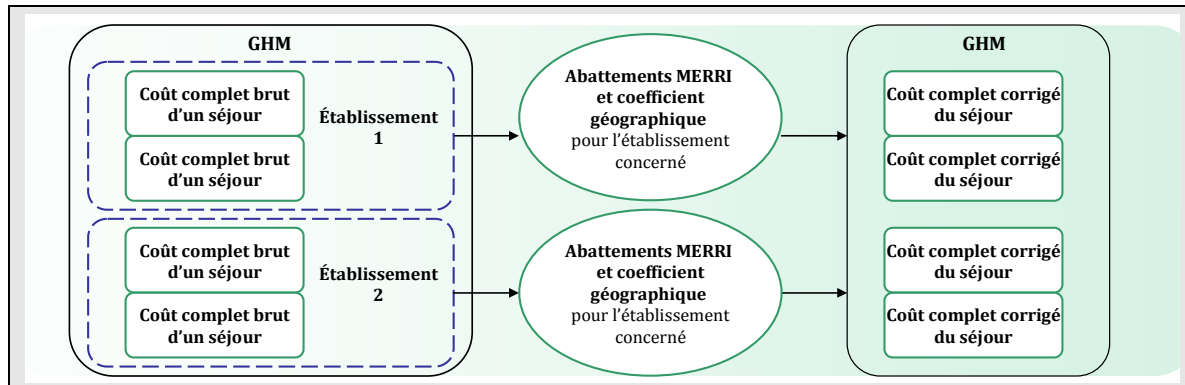 GHM
Coût complet brut
d'un séjour
Coût complet brut
d'un séjour
Établissement
1
Abattements MERRI
et coefficient
géographique
pour l'établissement
concerné
GHM
Coût complet corrigé
du séjour
Coût complet corrigé
du séjour
Coût complet brut
d'un séjour
Coût complet brut
d'un séjour
Établissement
2
Abattements MERRI
et coefficient
géographique
pour l'établissement
concerné
Coût complet corrigé
du séjour
Coût complet corrigé
du séjour